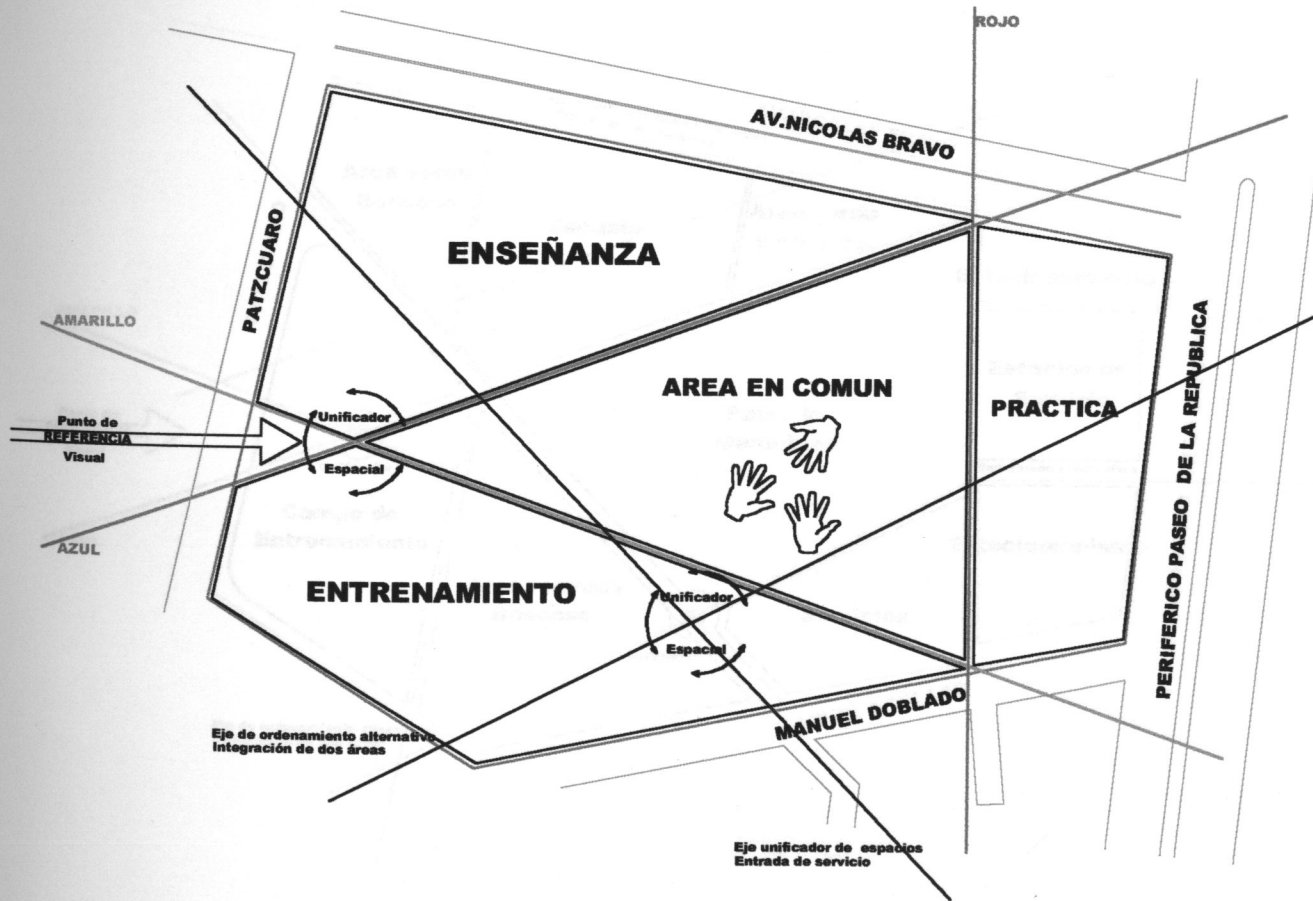 ROJO
AV.NICOLAS BRAVO
PATZCUARO
ENSEÑANZA
AMARILLO
PERIFERICO PASEO DE LA REPUBLICA
AREA EN COMUN
PRACTICA
Punto de
REFERENCIA
Visual
Unificador
Espacial
AZUL
ENTRENAMIENTO
Unificador
Espacial
MANUEL DOBLADO
Eje de ordenamiento alternativo
Integración de dos áreas
Eje unificador de espacios
Entrada de servicio